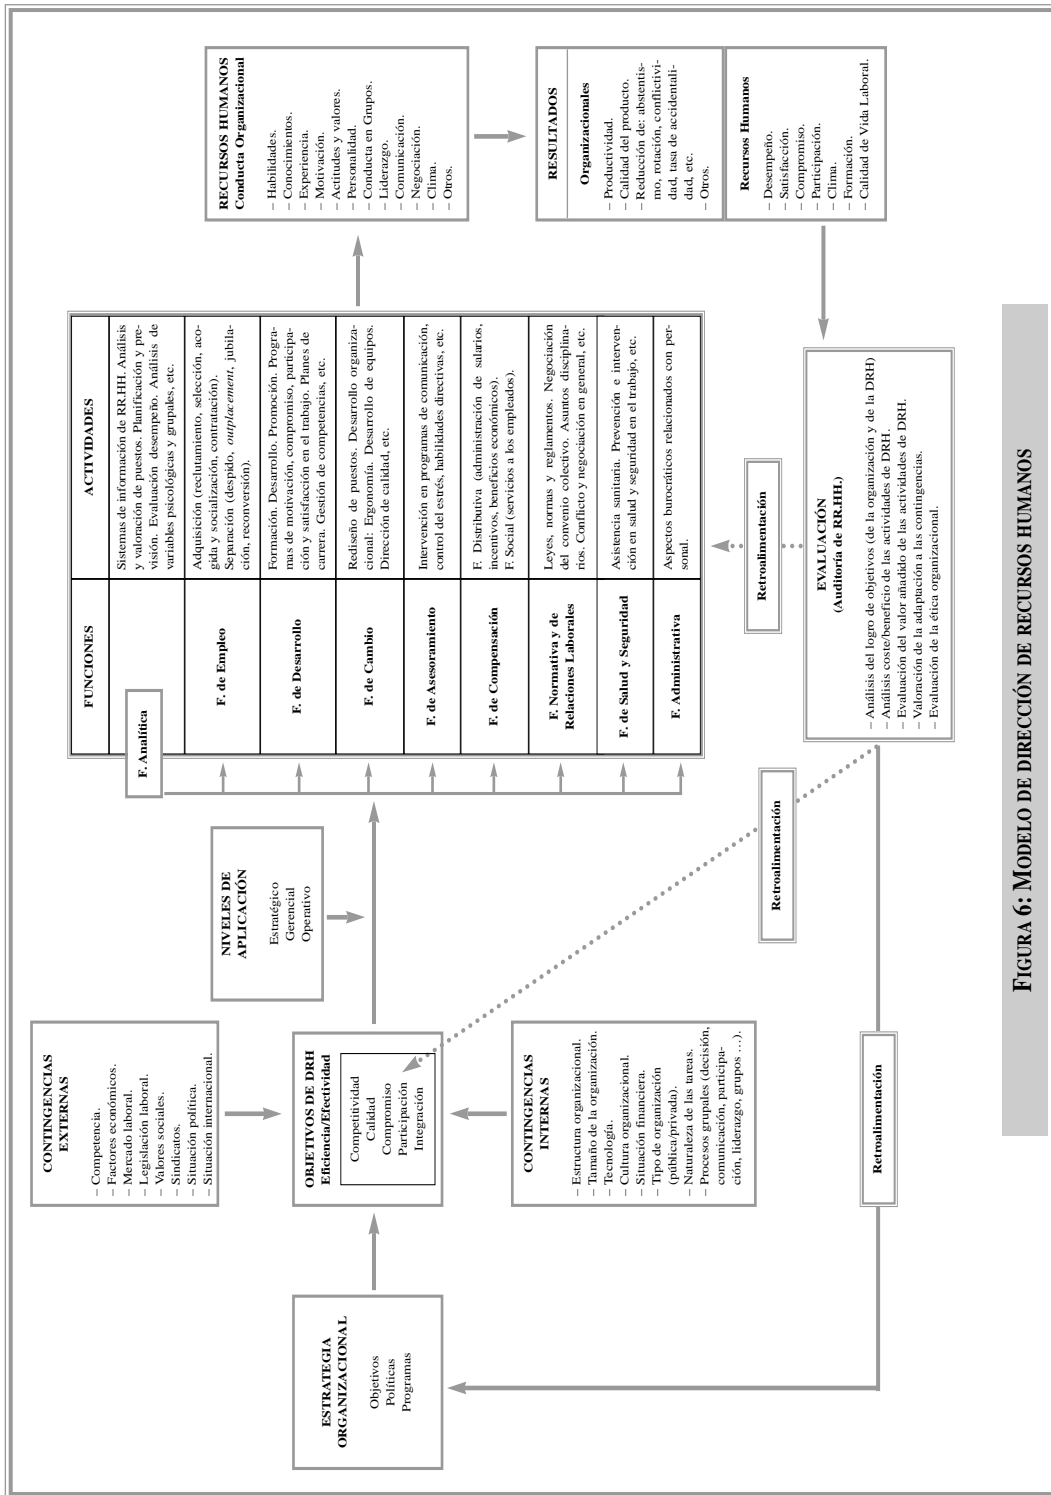 CONTINGENCIAS
EXTERNAS
– Competencia.
– Factores económicos.
– Mercado laboral.
– Legislación laboral.
– Valores sociales.
– Sindicatos.
– Situación política.
– Situación internacional.
ESTRATEGIA
ORGANIZACIONAL
Objetivos
Políticas
Programas
OBJETIVOS DE DRH
Eficiencia/Efectividad
Competitividad
Calidad
Compromiso
Participación
Integración
CONTINGENCIAS
INTERNAS
– Estructura organizacional.
– Tamaño de la organización.
– Tecnología.
– Cultura organizacional.
– Situación financiera.
– Tipo de organización
(pública/privada).
– Naturaleza de las tareas.
– Procesos grupales (decisión,
comunicación, participa-
ción, liderazgo, grupos ...).
NIVELES DE
APLICACIÓN
Estratégico
Gerencial
Operativo
FUNCIONES
ACTIVIDADES
F. Analítica
Sistemas de información de RR.HH. Análisis
y valoración de puestos. Planificación y pre-
visión. Evaluación desempeño. Análisis de
variables psicológicas y grupales, etc.
F. de Empleo
Adquisición (reclutamiento, selección, aco-
gida y socialización, contratación).
Separación (despido, outplacement, jubila-
ción, reconversión).
F. de Desarrollo
Formación. Desarrollo. Promoción. Progra-
mas de motivación, compromiso, participa-
ción y satisfacción en el trabajo. Planes de
carrera. Gestión de competencias, etc.
F. de Cambio
Rediseño de puestos. Desarrollo organiza-
cional: Ergonomía. Desarrollo de equipos.
Dirección de calidad, etc.
F. de Asesoramiento
Intervención en programas de comunicación,
control del estrés, habilidades directivas, etc.
F. de Compensación
F. Distributiva (administración de salarios,
incentivos, beneficios económicos).
F. Social (servicios a los empleados).
F. Normativa y de
Relaciones Laborales
Leyes, normas y reglamentos. Negociación
del convenio colectivo. Asuntos disciplina-
rios. Conflicto y negociación en general, etc.
F. de Salud y Seguridad
Asistencia sanitaria. Prevención e interven-
ción en salud y seguridad en el trabajo, etc.
F. Administrativa
Aspectos burocráticos relacionados con per-
sonal.
RECURSOS HUMANOS
Conducta Organizacional
– Habilidades.
– Conocimientos.
– Experiencia.
– Motivación.
– Actitudes y valores.
– Personalidad.
– Conducta en Grupos.
– Liderazgo.
– Comunicación.
– Negociación.
– Clima.
– Otros.
RESULTADOS
Organizacionales
– Productividad.
– Calidad del producto.
– Reducción de: abstentis-
mo, rotación, conflictivi-
dad, tasa de accidentali-
dad, etc.
– Otros.
Recursos Humanos
– Desempeño.
– Satisfacción.
– Compromiso.
– Participación.
– Clima.
– Formación.
– Calidad de Vida Laboral.
Retroalimentación
EVALUACIÓN
(Auditoría de RR.HH.)
– Análisis del logro de objetivos (de la organización y de la DRH)
– Análisis coste/beneficio de las actividades de DRH.
– Evaluación del valor añadido de las actividades de DRH.
– Valoración de la adaptación a las contingencias.
– Evaluación de la ética organizacional.
Retroalimentación
Retroalimentación
FIGURA 6: MODELO DE DIRECCIÓN DE RECURSOS HUMANOS